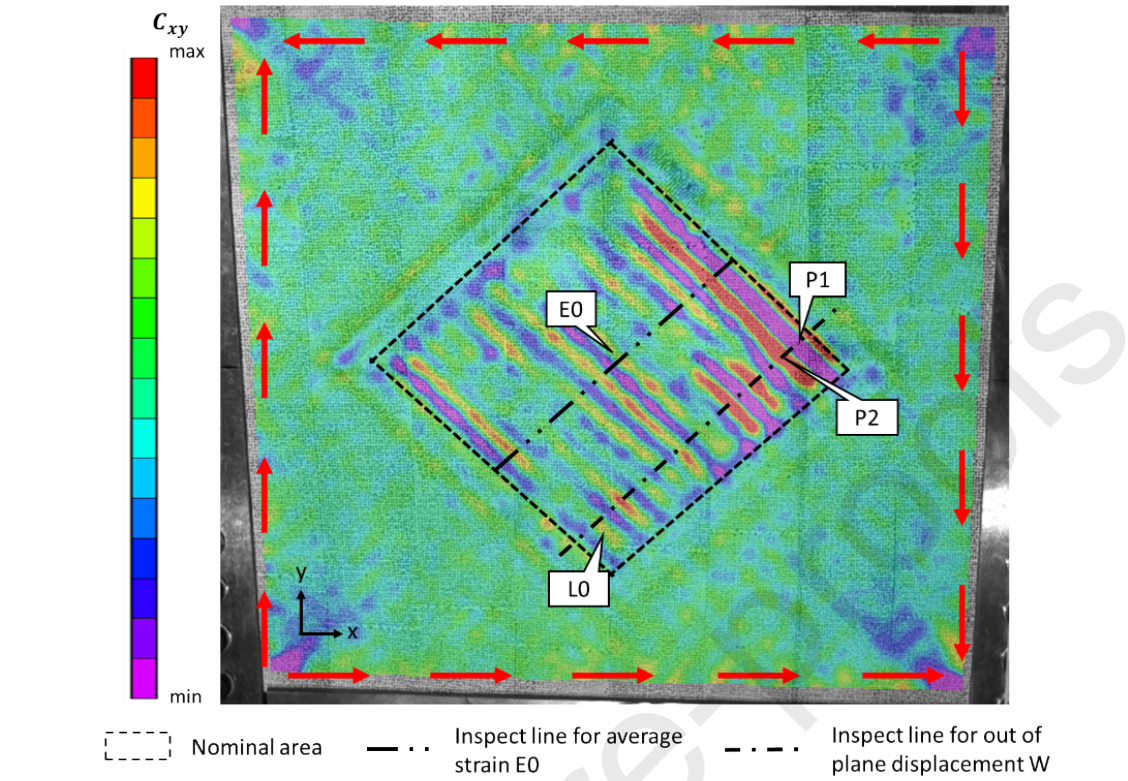 C_xy
max
P1
E0
P2
L0
y
x
min
Nominal area
Inspect line for average
strain E0
Inspect line for out of
plane displacement W